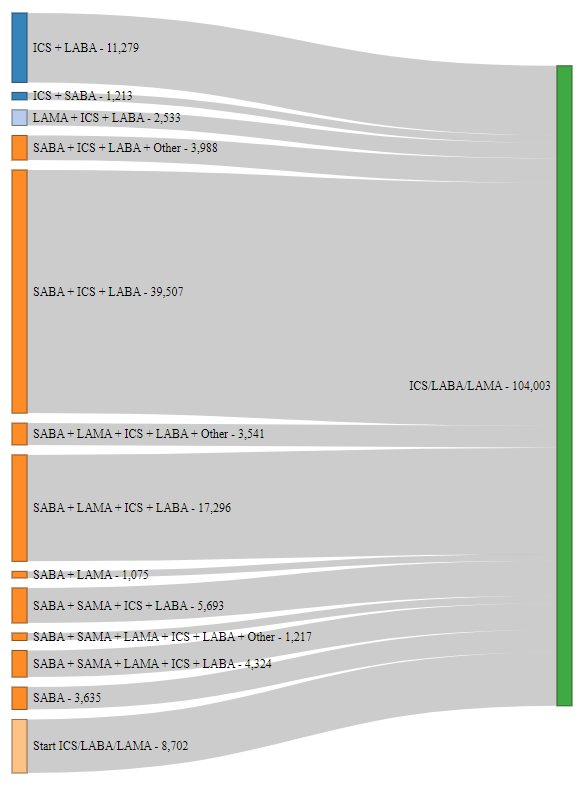 ICS + LABA - 11,279
ICS + SABA - 1,213
LAMA + ICS + LABA - 2,533
SABA + ICS + LABA + Other - 3,988
SABA + ICS + LABA - 39,507
ICS/LABA/LAMA - 104,003
SABA + LAMA + ICS + LABA + Other - 3,541
SABA + LAMA + ICS + LABA - 17,296
SABA + LAMA - 1,075
SABA + SAMA + ICS + LABA - 5,693
SABA + SAMA + LAMA + ICS + LABA + Other - 1,217
SABA + SAMA + LAMA + ICS + LABA - 4,324
SABA - 3,635
Start ICS/LABA/LAMA - 8,702